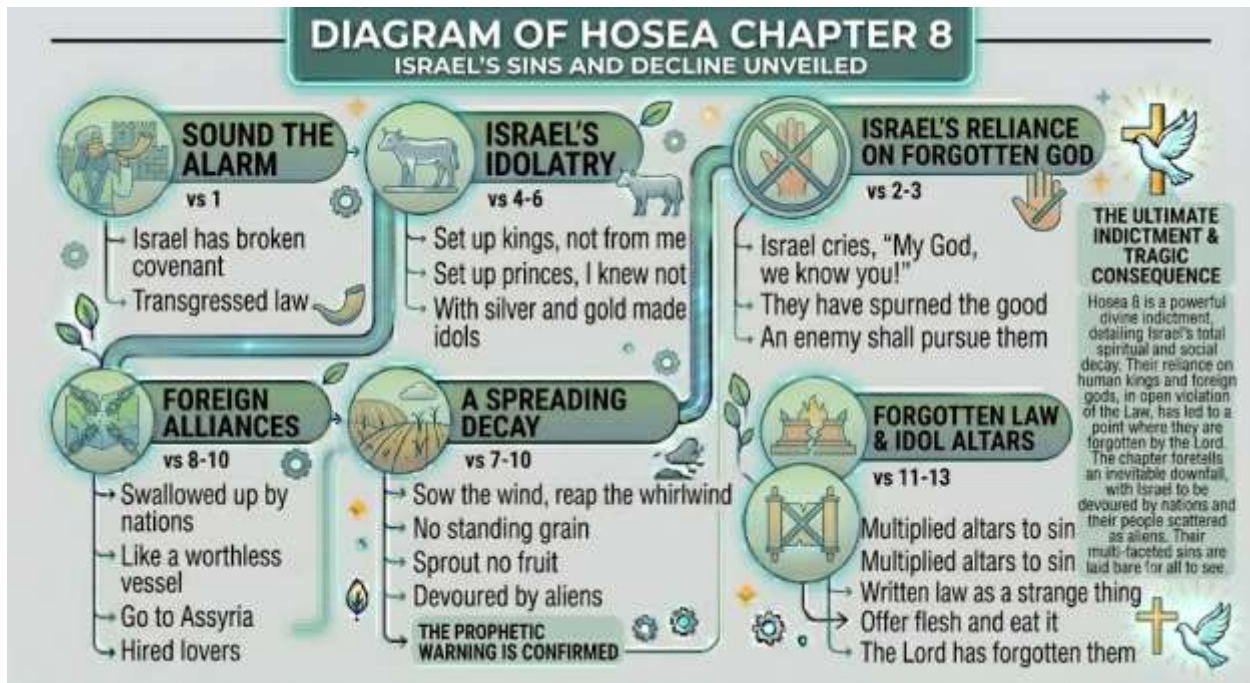 DIAGRAM OF HOSEA CHAPTER 8
ISRAEL'S SINS AND DECLINE UNVEILED
SOUND THE
ALARM
vs 1
Israel has broken
covenant
Transgressed law
ISRAEL'S
IDOLATRY
vs 4-6
Set up kings, not from me
Set up princes, I knew not
With silver and gold made
idols
ISRAEL'S RELIANCE
ON FORGOTTEN GOD
vs 2-3
Israel cries, "My God,
we know you!"
They have spurned the good
An enemy shall pursue them
FOREIGN
ALLIANCES
vs 8-10
Swallowed up by
nations
Like a worthless
vessel
Go to Assyria
Hired lovers
A SPREADING
DECAY
vs 7-10
Sow the wind, reap the whirlwind
No standing grain
Sprout no fruit
Devoured by aliens
THE PROPHETIC
WARNING IS CONFIRMED
FORGOTTEN LAW
& IDOL ALTARS
vs 11-13
Multiplied altars to sin
Multiplied altars to sin
Written law as a strange thing
Offer flesh and eat it
The Lord has forgotten them
THE ULTIMATE
INDICTMENT &
TRAGIC
CONSEQUENCE
Hosea 8 is a powerful
divine indictment,
detailing Israel's total
spiritual and social
decay. Their reliance on
human kings and foreign
gods, in open violation
of the Law, has led to a
point where they are
forgotten by the Lord.
The chapter foretells
an inevitable downfall,
with Israel to be
devoured by nations and
their people scattered
as aliens. Their
multi-faceted sins are
laid bare for all to see.